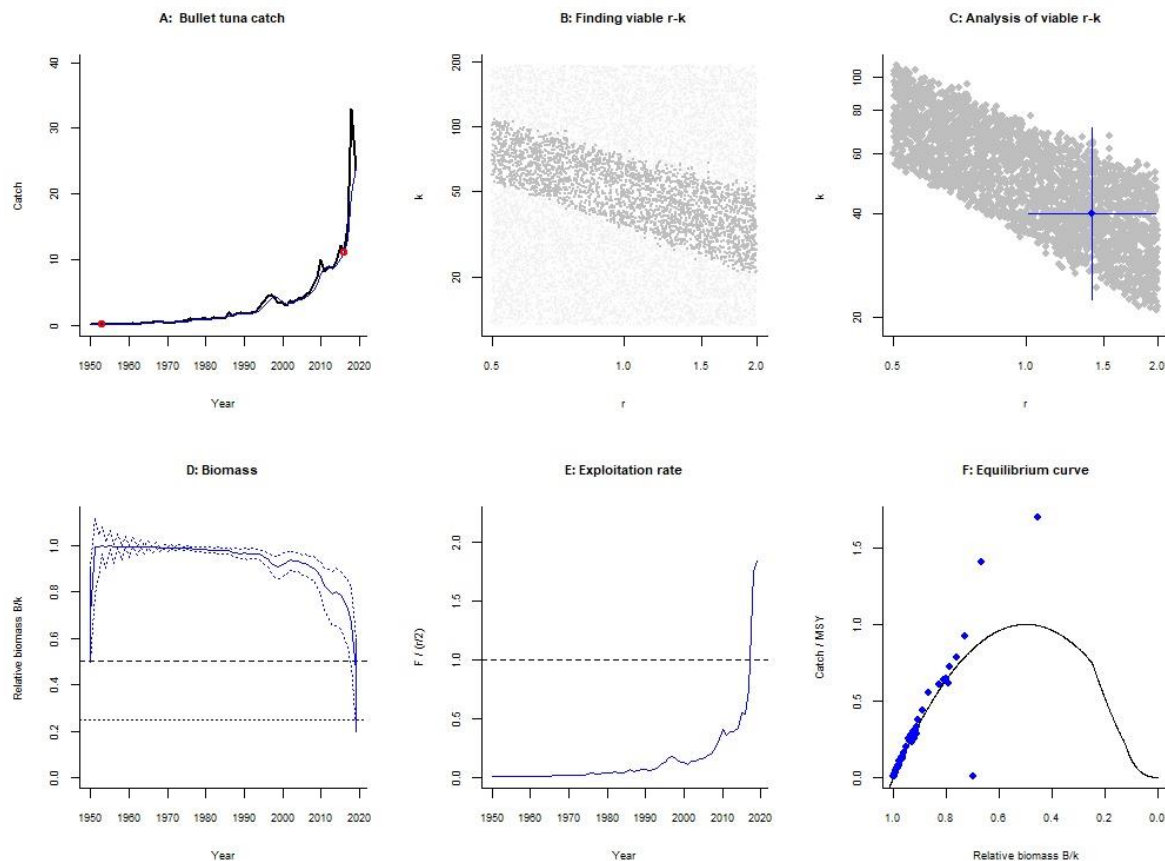 A: Bullet tuna catch
Catch
40
30
20
10
0
1950 1960 1970 1980 1990 2000 2010 2020
Year
B: Finding viable r-k
k
200
100
50
20
0.5 1.0 1.5 2.0
r
C: Analysis of viable r-k
k
100
80
60
40
20
0.5 1.0 1.5 2.0
r
D: Biomass
Relative biomass B/k
1.0
0.8
0.6
0.4
0.2
0.0
1950 1960 1970 1980 1990 2000 2010 2020
Year
E: Exploitation rate
F / (r/2)
2.0
1.5
1.0
0.5
0.0
1950 1960 1970 1980 1990 2000 2010 2020
Year
F: Equilibrium curve
Catch / MSY
1.5
1.0
0.5
0.0
1.0 0.8 0.6 0.4 0.2 0.0
Relative biomass B/k